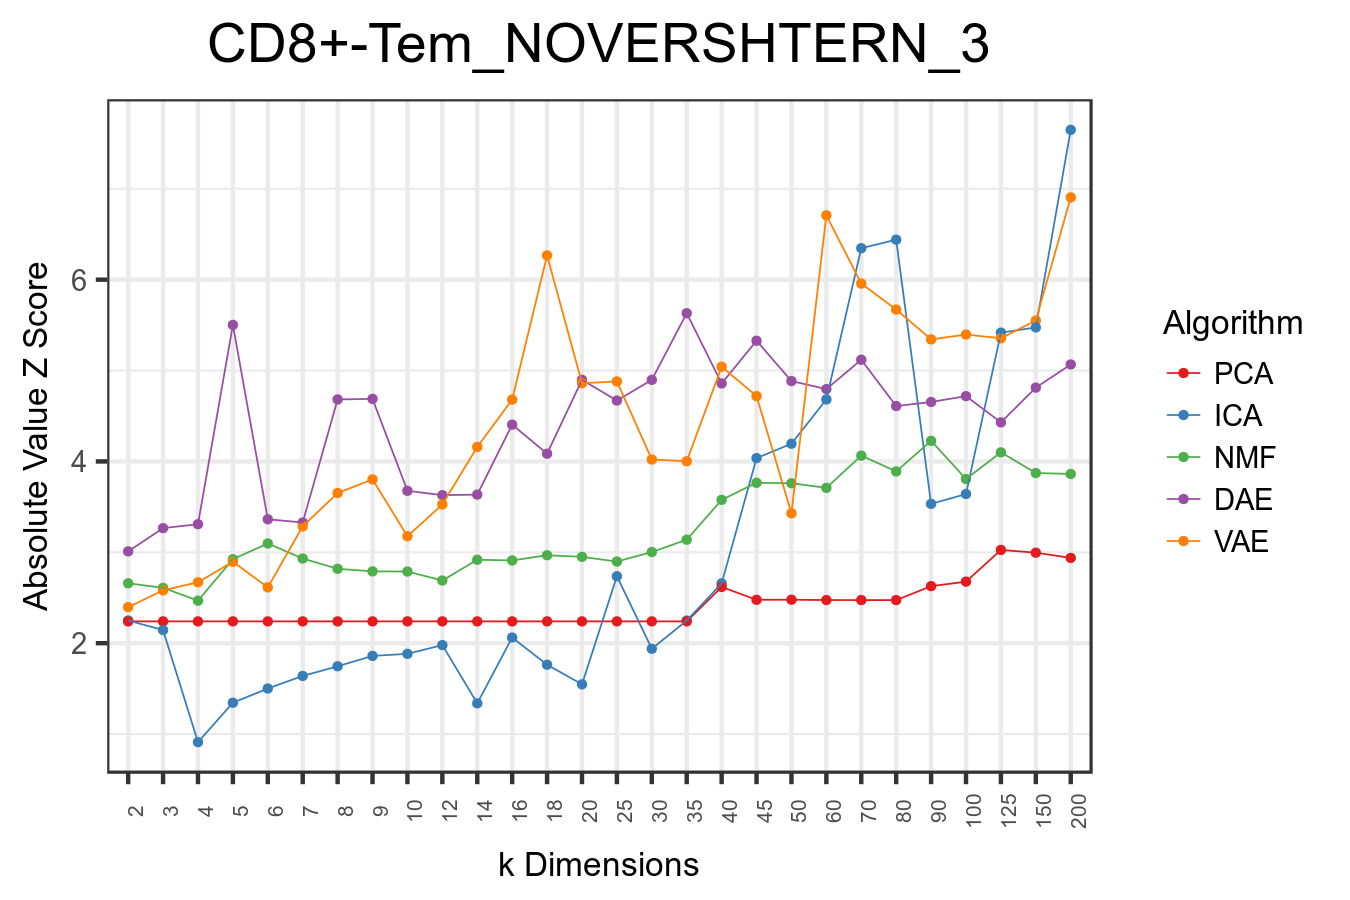 CD8+-Tem_NOVERSHTERN_3
Absolute Value Z Score
6
4
2
2 3 4 5 6 7 8 9 10 12 14 16 18 20 25 30 35 40 45 50 60 70 80 90 100 125 150 200
k Dimensions
Algorithm
PCA
ICA
NMF
DAE
VAE